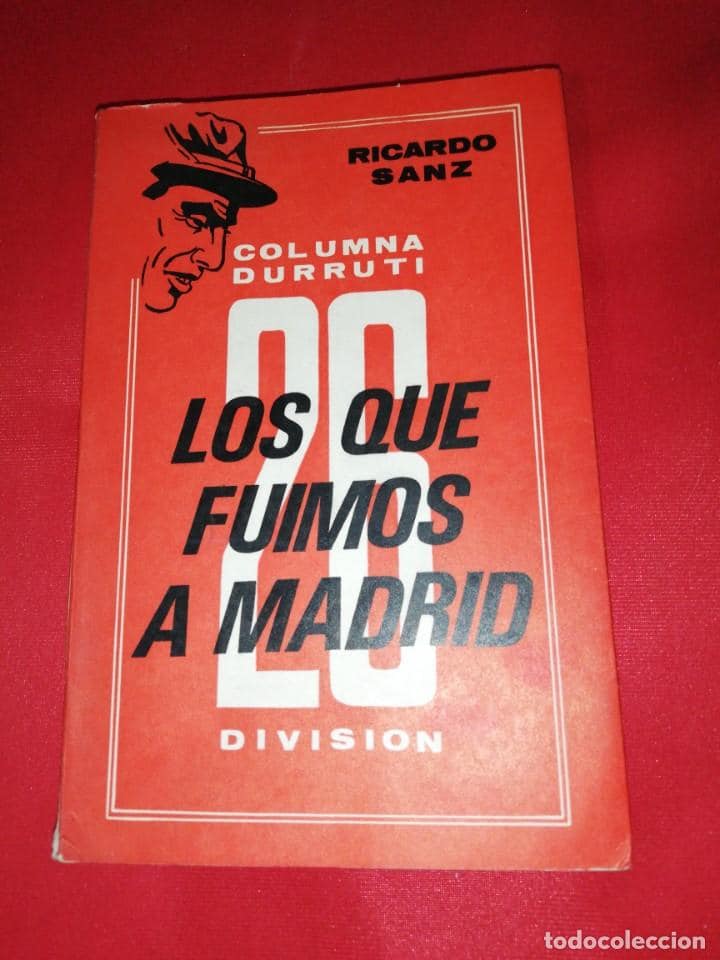 RICARDO
SANZ
COLUMNA
DURRUTI
26
LOS QUE
FUIMOS
A MADRID
DIVISION
todocoleccion